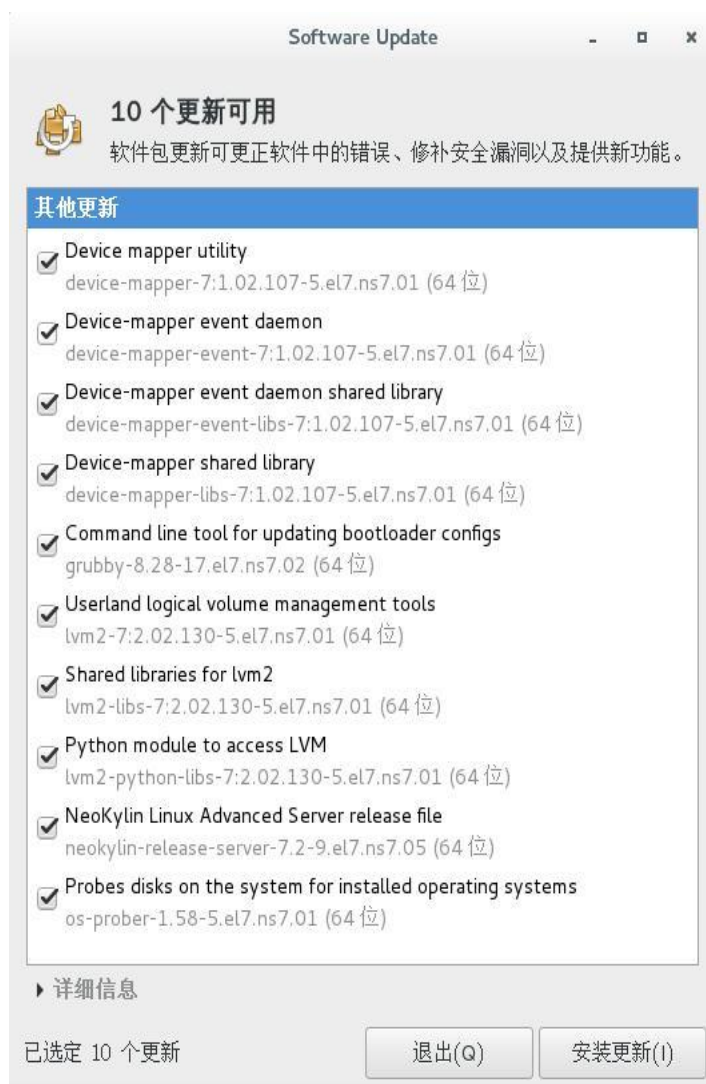 Software Update
10 个更新可用
软件包更新可更正软件中的错误、修补安全漏洞以及提供新功能。
其他更新
Device mapper utility
device-mapper-7:1.02.107-5.el7.ns7.01 (64 位)
Device-mapper event daemon
device-mapper-event-7:1.02.107-5.el7.ns7.01 (64 位)
Device-mapper event daemon shared library
device-mapper-event-libs-7:1.02.107-5.el7.ns7.01 (64 位)
Device-mapper shared library
device-mapper-libs-7:1.02.107-5.el7.ns7.01 (64 位)
Command line tool for updating bootloader configs
grubby-8.28-17.el7.ns7.02 (64 位)
Userland logical volume management tools
lvm2-7:2.02.130-5.el7.ns7.01 (64 位)
Shared libraries for lvm2
lvm2-libs-7:2.02.130-5.el7.ns7.01 (64 位)
Python module to access LVM
lvm2-python-libs-7:2.02.130-5.el7.ns7.01 (64 位)
NeoKylin Linux Advanced Server release file
neokylin-release-server-7.2-9.el7.ns7.05 (64 位)
Probes disks on the system for installed operating systems
os-prober-1.58-5.el7.ns7.01 (64 位)
详细信息
已选定 10 个更新
退出(Q)
安装更新(I)